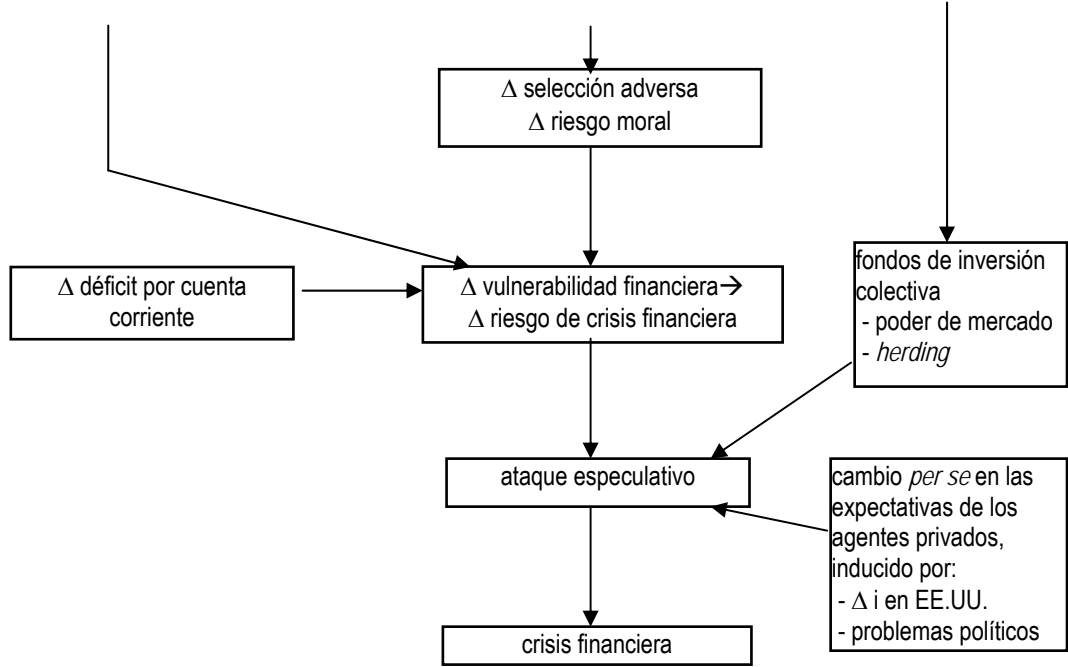 Δ selección adversa
Δ riesgo moral
Δ déficit por cuenta
corriente
Δ vulnerabilidad financiera→
Δ riesgo de crisis financiera
fondos de inversión
colectiva
- poder de mercado
- herding
ataque especulativo
cambio per se en las
expectativas de los
agentes privados,
inducido por:
- Δ i en EE.UU.
- problemas políticos
crisis financiera